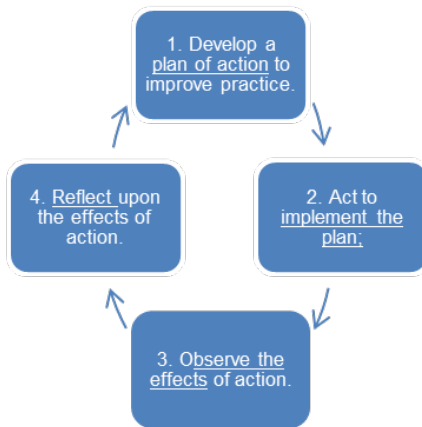 1. Develop a
plan of action to
improve practice.
2. Act to
implement the
plan;
3. Observe the
effects of action.
4. Reflect upon
the effects of
action.